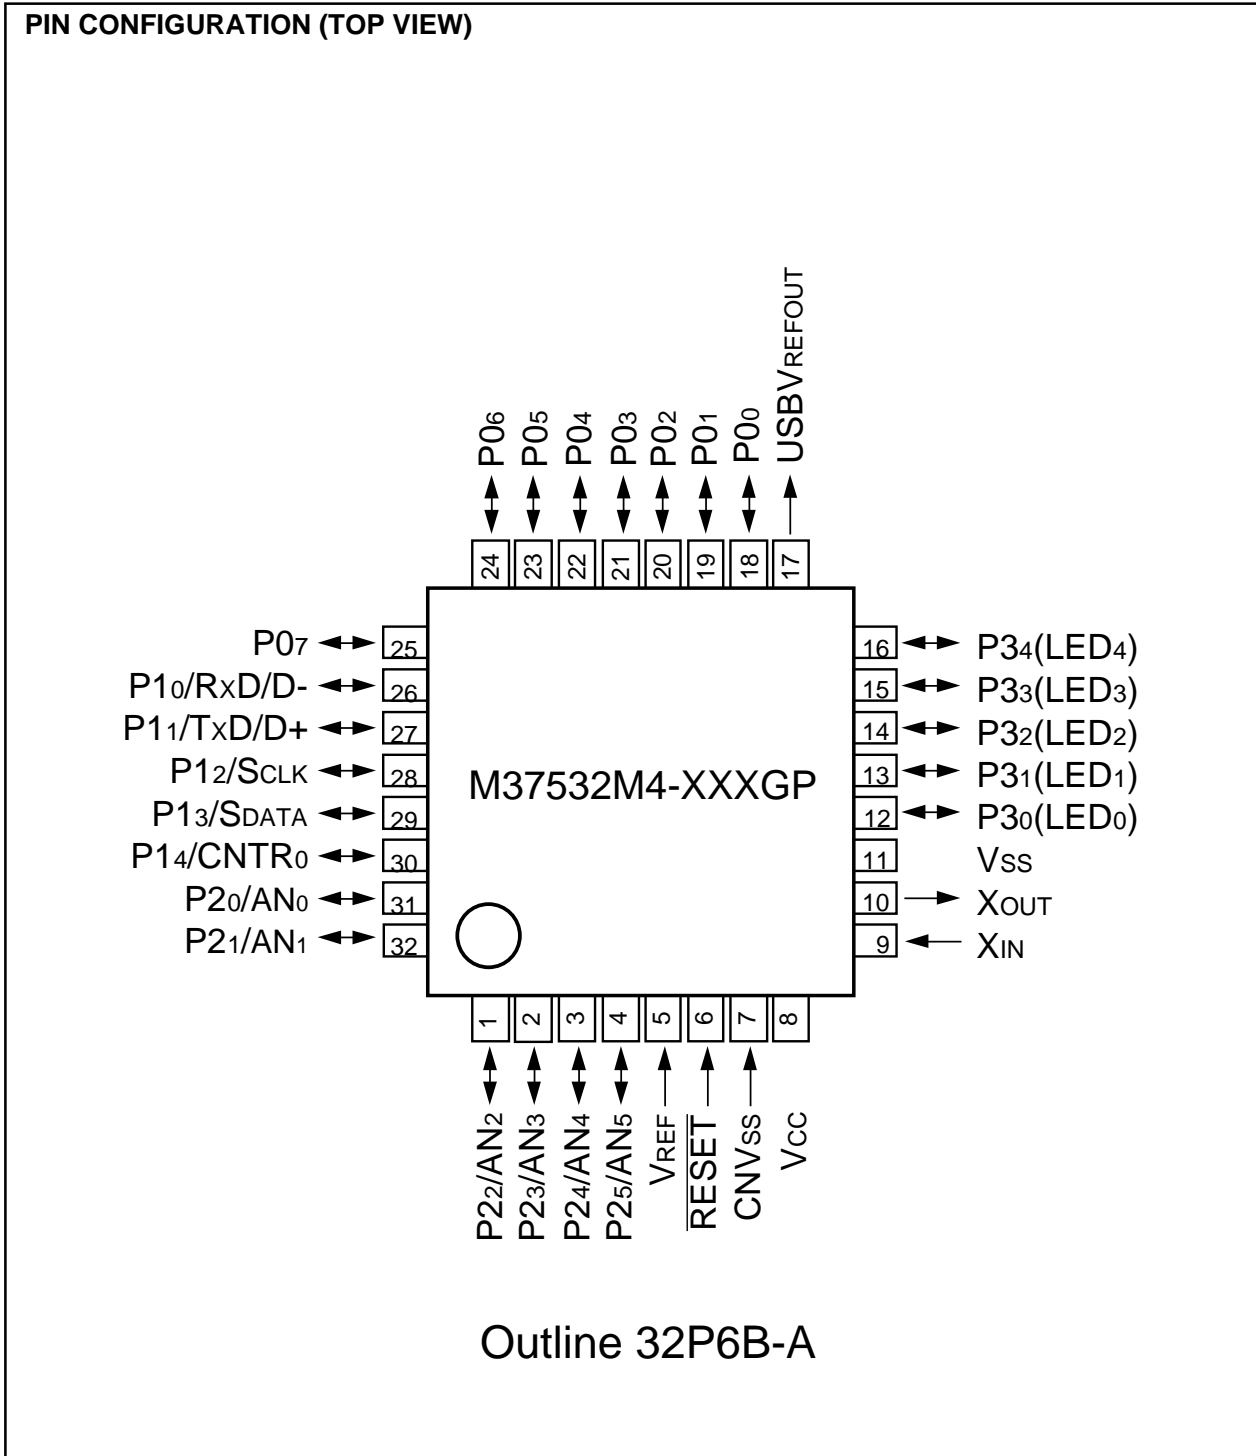 PIN CONFIGURATION (TOP VIEW)
P06
P05
P04
P03
P02
P01
P00
USBVREFOUT
24
23
22
21
20
19
18
17
P07
25
P10/RXD/D-
26
P11/TXD/D+
27
P12/SCLK
28
P13/SDATA
29
P14/CNTR0
30
P20/AN0
31
P21/AN1
32
M37532M4-XXXGP
16
P34(LED4)
15
P33(LED3)
14
P32(LED2)
13
P31(LED1)
12
P30(LED0)
11
VSS
10
XOUT
9
XIN
1
2
3
4
5
6
7
8
P22/AN2
P23/AN3
P24/AN4
P25/AN5
VREF
RESET
CNVSS
VCC
Outline 32P6B-A